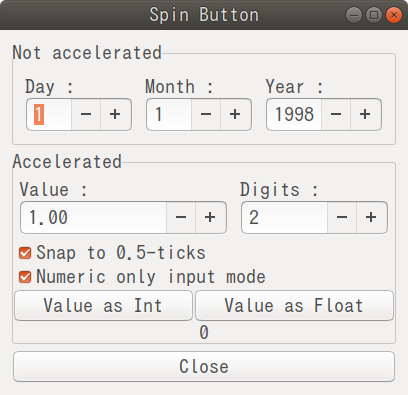 Spin Button
Not accelerated
Day : Month : Year :
1 − + 1 − + 1998 − +
Accelerated
Value : Digits :
1.00 − + 2 − +
Snap to 0.5-ticks
Numeric only input mode
Value as Int Value as Float
0
Close